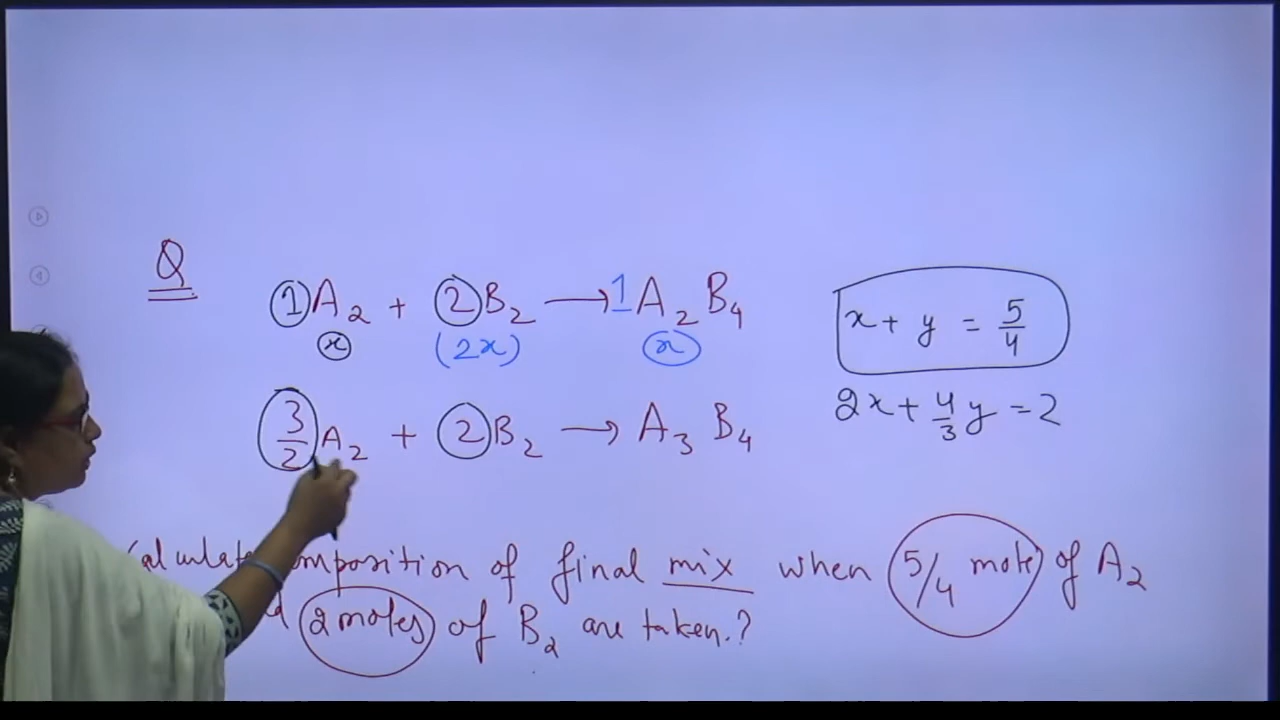 Q
1 A₂ + 2 B₂ → 1 A₂ B₄
x (2x) x
x + y = 5/4
3/2 A₂ + 2 B₂ → A₃ B₄
2x + 4/3 y = 2
of final mix when 5/4 mole of A₂
2 moles of B₂ are taken.?